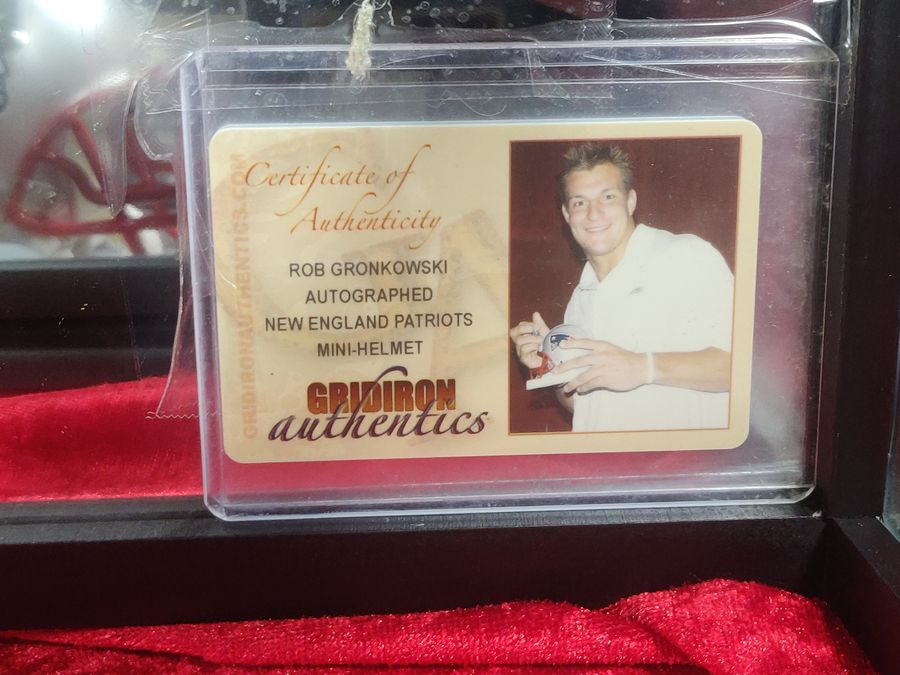 Certificate of
Authenticity
ROB GRONKOWSKI
AUTOGRAPHED
NEW ENGLAND PATRIOTS
MINI-HELMET
GRIDIRON
authentics
GRIDIRONAUTHENTICS.COM